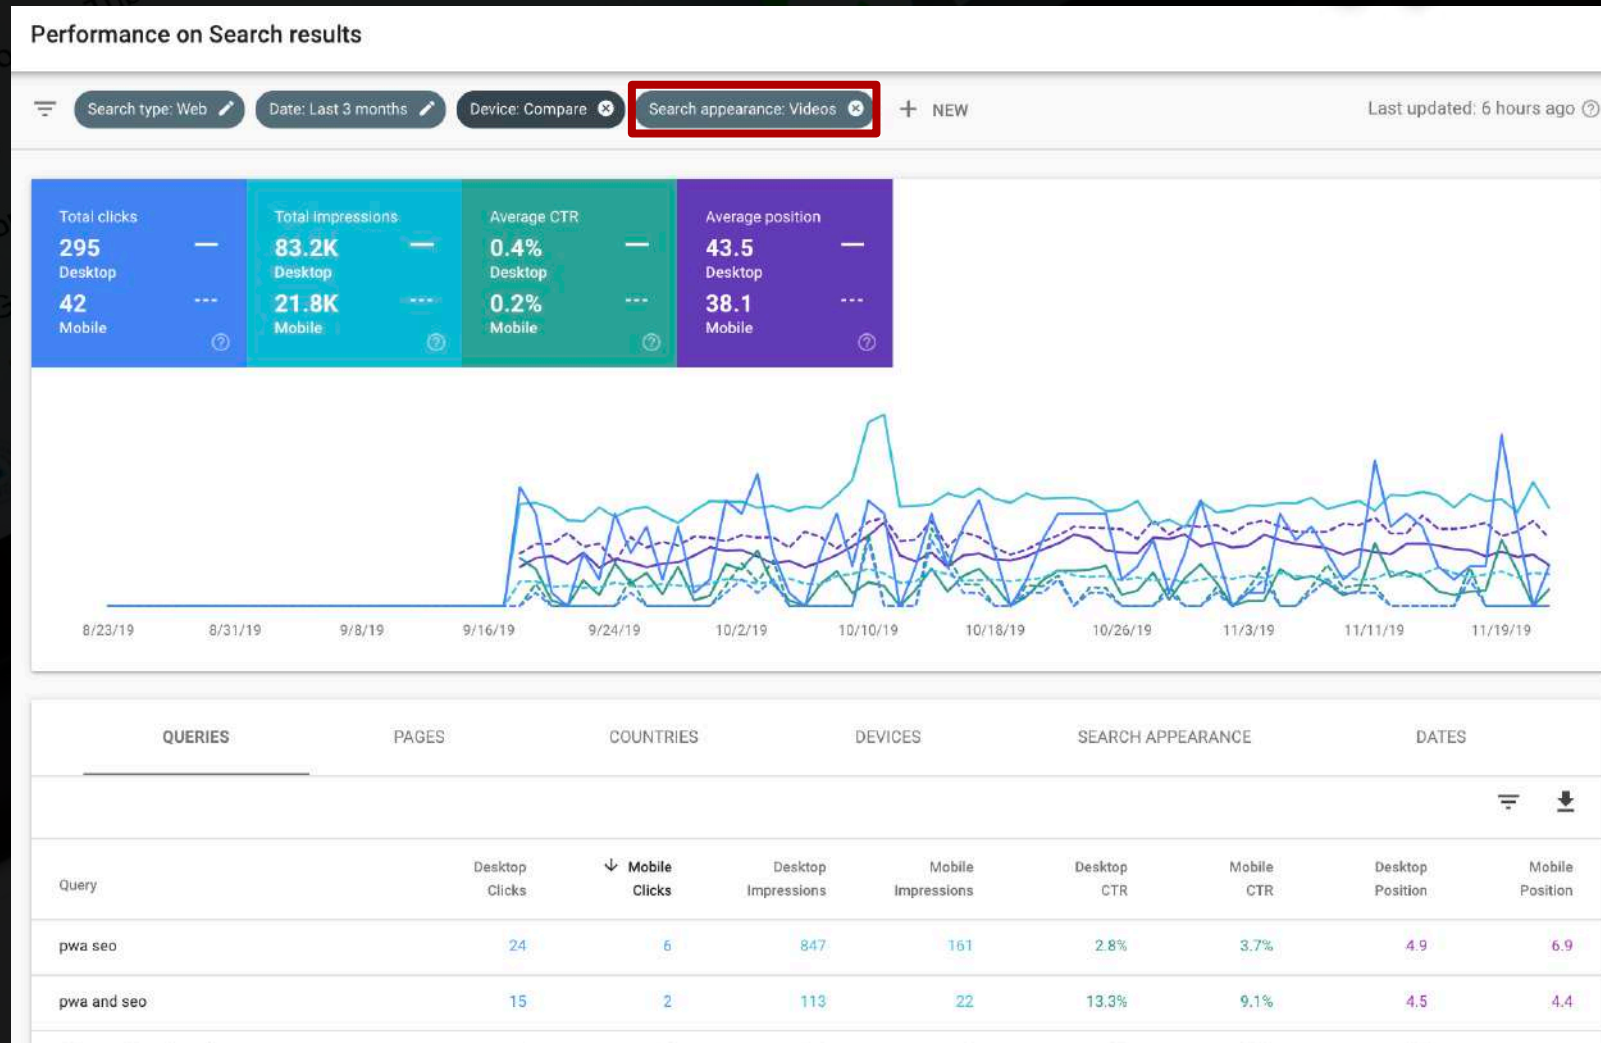 Performance on Search results
Search type: Web Date: Last 3 months Device: Compare Search appearance: Videos + NEW Last updated: 6 hours ago
Total clicks Total impressions Average CTR Average position
295 83.2K 0.4% 43.5
Desktop Desktop Desktop Desktop
42 21.8K 0.2% 38.1
Mobile Mobile Mobile Mobile
8/23/19 8/31/19 9/8/19 9/16/19 9/24/19 10/2/19 10/10/19 10/18/19 10/26/19 11/3/19 11/11/19 11/19/19
QUERIES PAGES COUNTRIES DEVICES SEARCH APPEARANCE DATES
Desktop Mobile Desktop Mobile Desktop Mobile Desktop Mobile
Query Clicks Clicks Impressions Impressions CTR CTR Position Position
pwa seo 24 6 847 161 2.8% 3.7% 4.9 6.9
pwa and seo 15 2 113 22 13.3% 9.1% 4.5 4.4